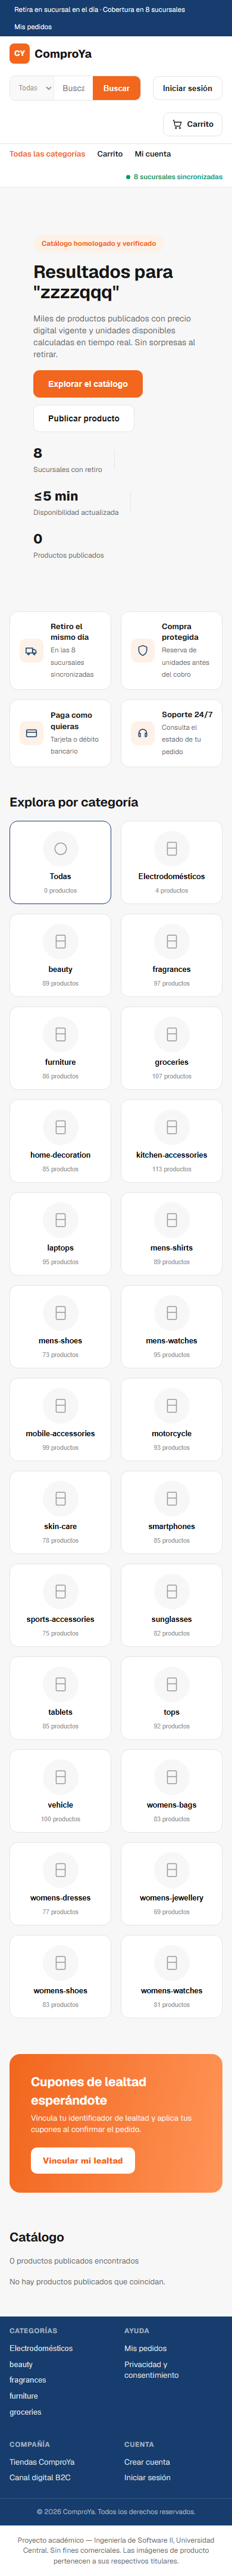 Retira en sucursal en el día · Cobertura en 8 sucursales
Mis pedidos
CY ComproYa
Todas
Buscar
Iniciar sesión
Carrito
Todas las categorías Carrito Mi cuenta
8 sucursales sincronizadas
Catálogo homologado y verificado
Resultados para
"zzzzqqq"
Miles de productos publicados con precio
digital vigente y unidades disponibles
calculadas en tiempo real. Sin sorpresas al
retirar.
Explorar el catálogo
Publicar producto
8
Sucursales con retiro
≤5 min
Disponibilidad actualizada
0
Productos publicados
Retiro el
mismo día
En las 8
sucursales
sincronizadas
Compra
protegida
Reserva de
unidades antes
del cobro
Paga como
quieras
Tarjeta o débito
bancario
Soporte 24/7
Consulta el
estado de tu
pedido
Explora por categoría
Todas
0 productos
Electrodomésticos
4 productos
beauty
89 productos
fragrances
97 productos
furniture
86 productos
groceries
107 productos
home-decoration
85 productos
kitchen-accessories
113 productos
laptops
95 productos
mens-shirts
89 productos
mens-shoes
73 productos
mens-watches
95 productos
mobile-accessories
99 productos
motorcycle
93 productos
skin-care
78 productos
smartphones
85 productos
sports-accessories
75 productos
sunglasses
82 productos
tablets
85 productos
tops
92 productos
vehicle
100 productos
womens-bags
83 productos
womens-dresses
77 productos
womens-jewellery
69 productos
womens-shoes
83 productos
womens-watches
81 productos
Cupones de lealtad
esperándote
Vincula tu identificador de lealtad y aplica tus
cupones al confirmar el pedido.
Vincular mi lealtad
Catálogo
0 productos publicados encontrados
No hay productos publicados que coincidan.
CATEGORÍAS
Electrodomésticos
beauty
fragrances
furniture
groceries
AYUDA
Mis pedidos
Privacidad y
consentimiento
COMPAÑÍA
Tiendas ComproYa
Canal digital B2C
CUENTA
Crear cuenta
Iniciar sesión
© 2026 ComproYa. Todos los derechos reservados.
Proyecto académico — Ingeniería de Software II, Universidad
Central. Sin fines comerciales. Las imágenes de producto
pertenecen a sus respectivos titulares.